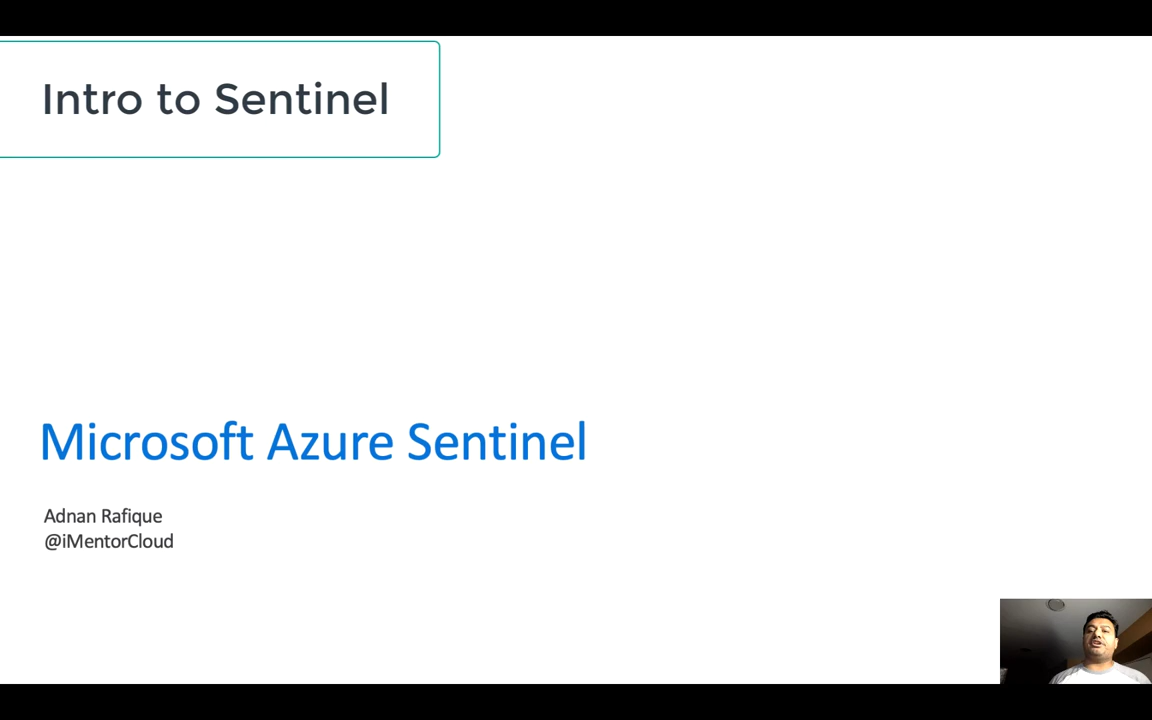 Intro to Sentinel
Microsoft Azure Sentinel
Adnan Rafique
@iMentorCloud